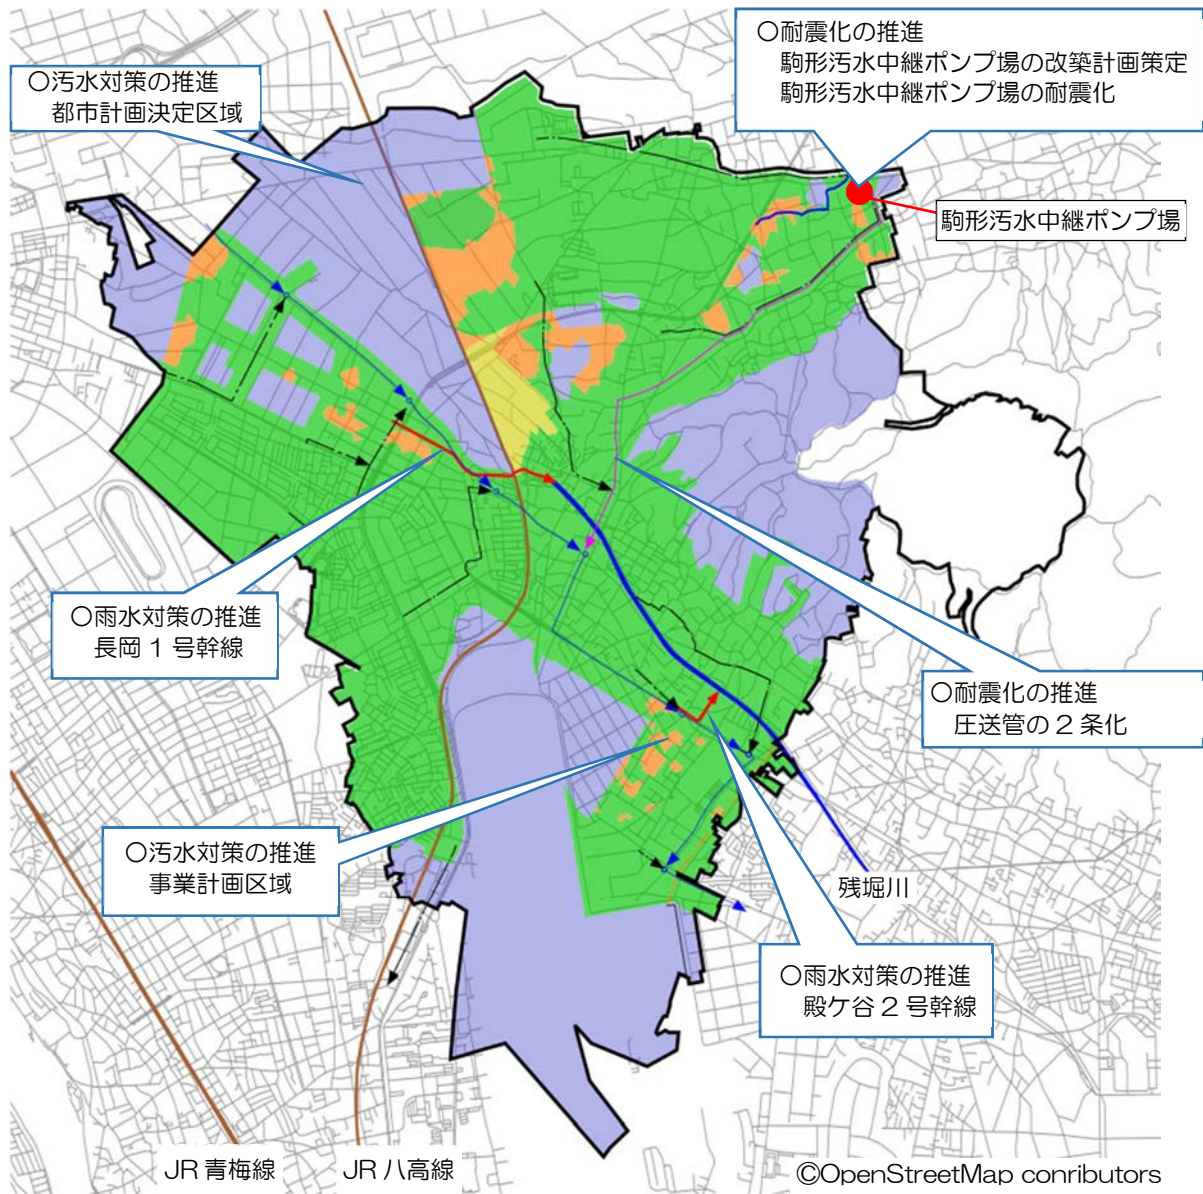 〇耐震化の推進
駒形汚水中継ポンプ場の改築計画策定
駒形汚水中継ポンプ場の耐震化
〇汚水対策の推進
都市計画決定区域
駒形汚水中継ポンプ場
〇雨水対策の推進
長岡１号幹線
〇耐震化の推進
圧送管の２条化
〇汚水対策の推進
事業計画区域
残堀川
〇雨水対策の推進
殿ケ谷２号幹線
JR 青梅線
JR 八高線
©OpenStreetMap conributors